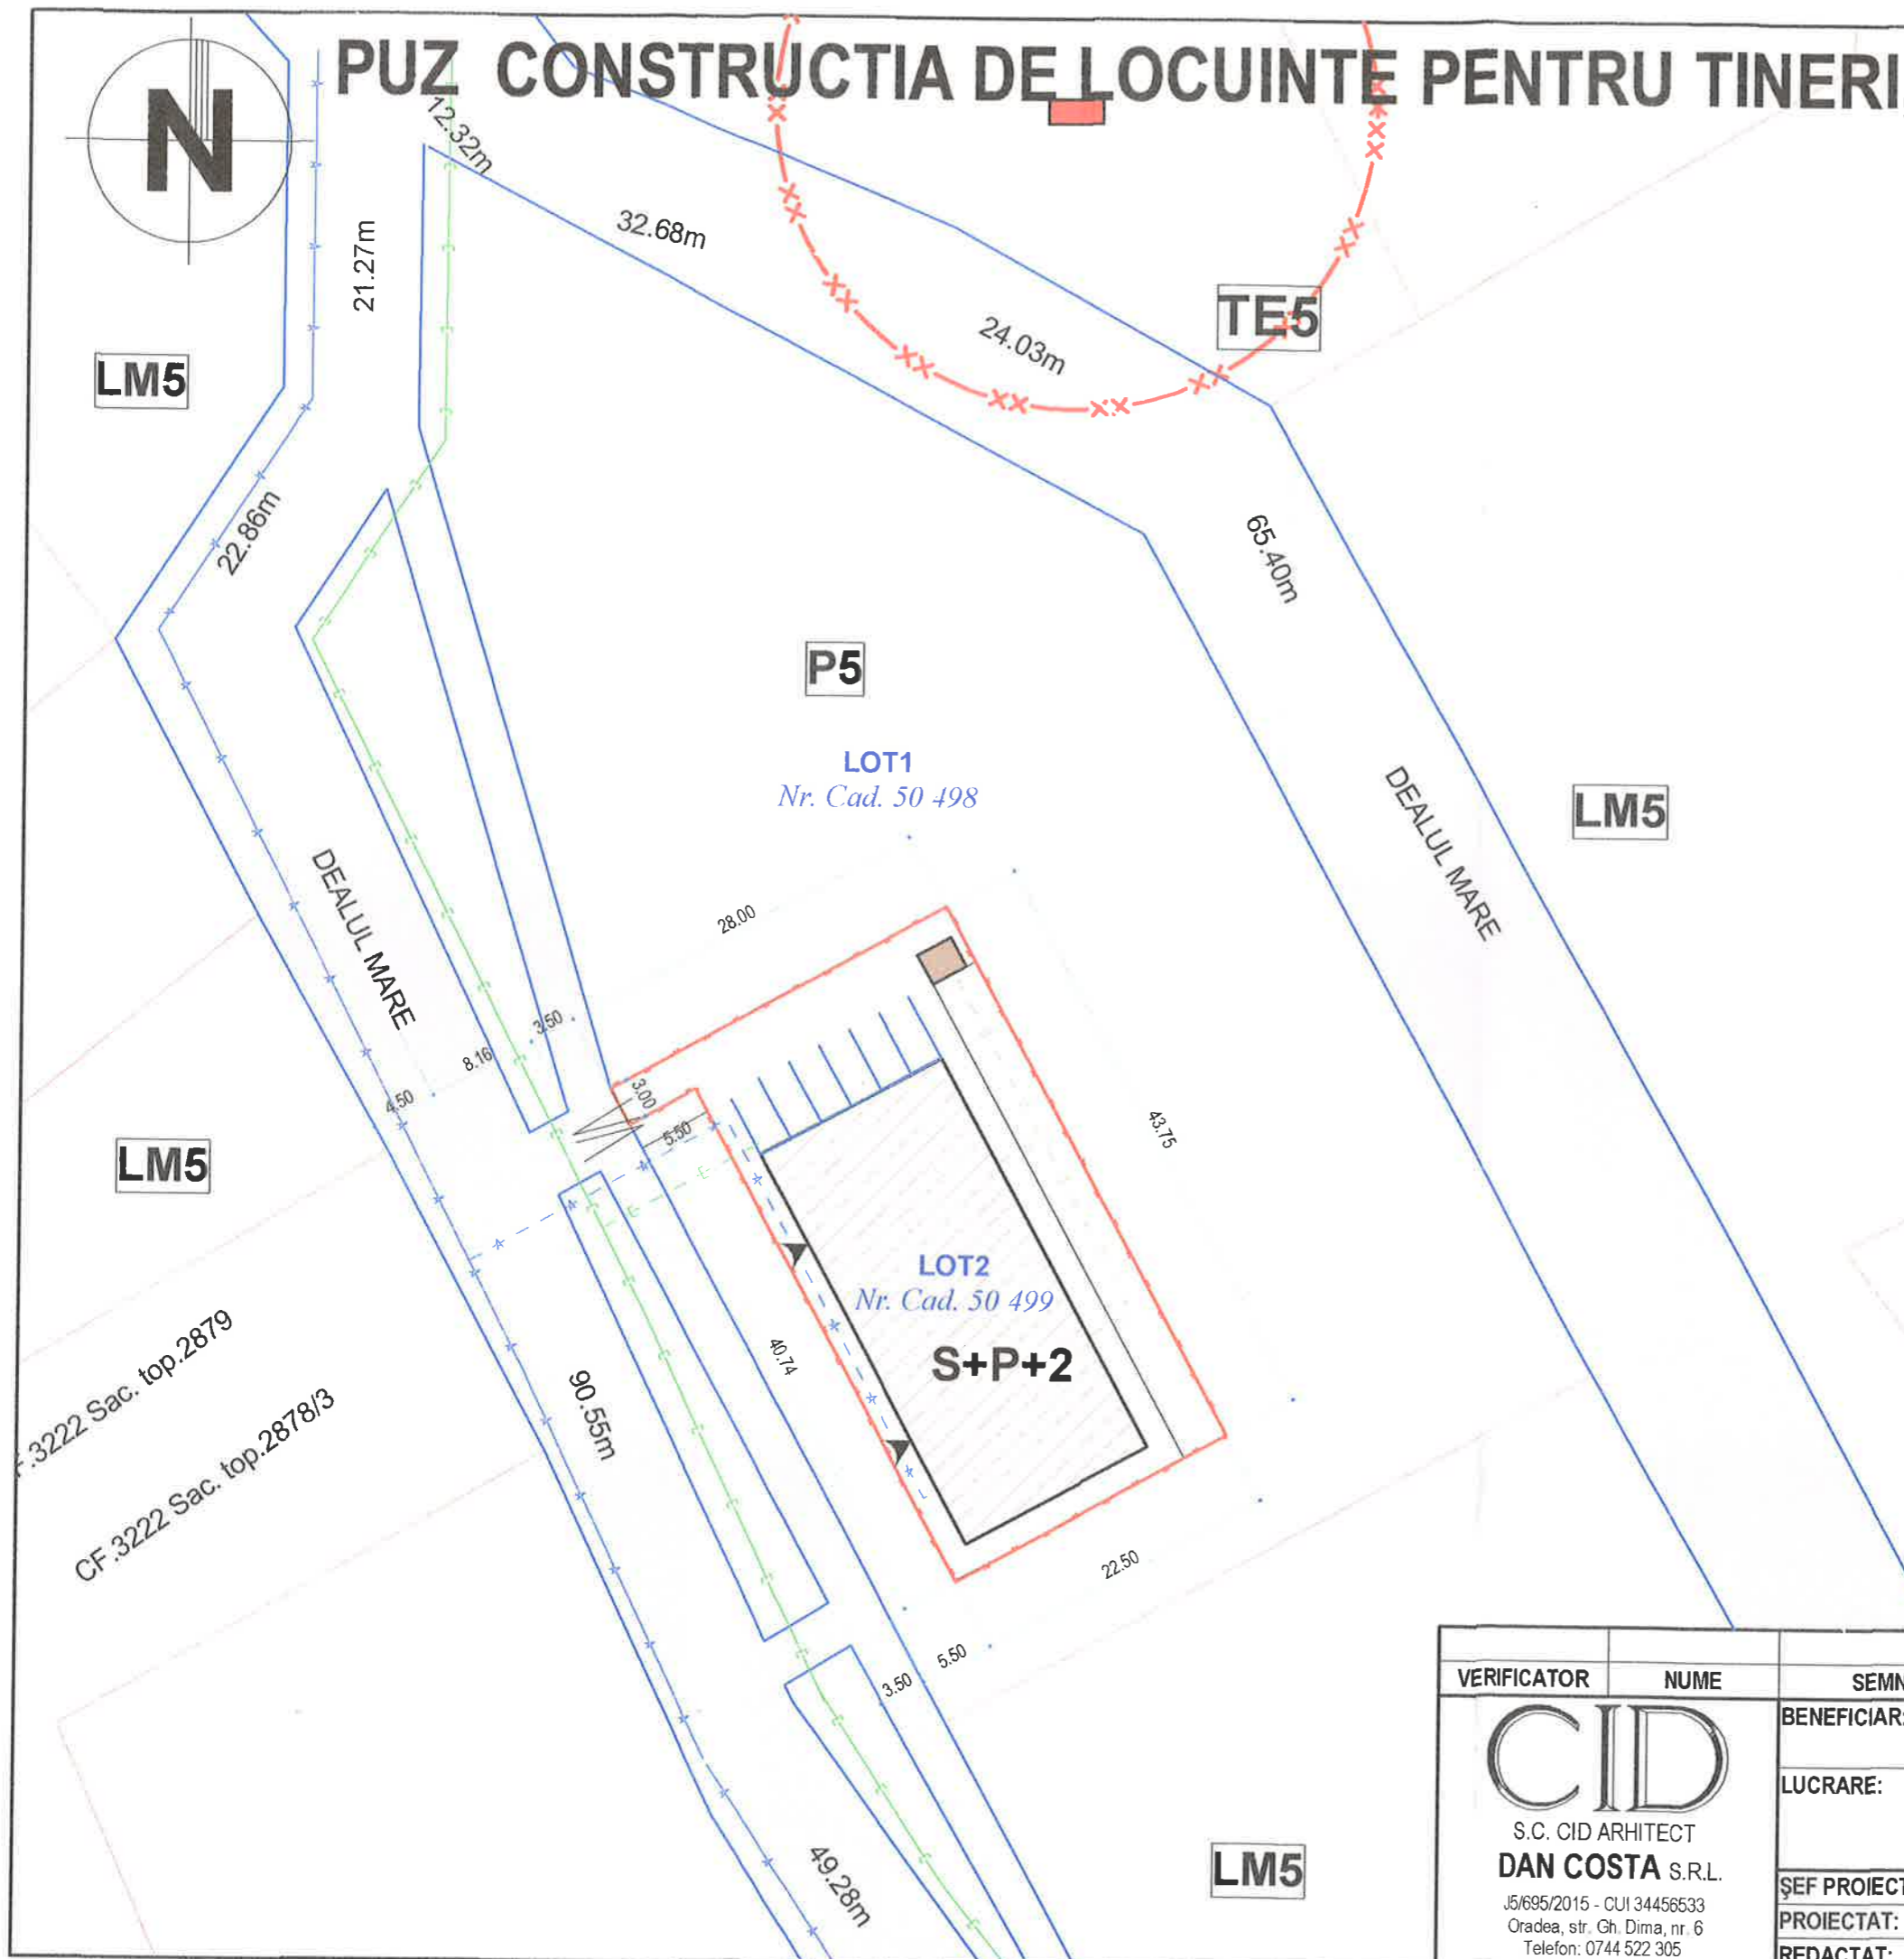 PUZ CONSTRUCTIA DE LOCUINTE PENTRU TINERI
N
12.32m
32.68m
21.27m
24.03m
TE5
LM5
22.86m
65.40m
P5
LOT1
Nr. Cad. 50 498
DEALUL MARE
LM5
DEALUL MARE
28.00
3.50
8.16
4.50
3.00
5.50
43.75
LM5
LOT2
Nr. Cad. 50 499
S+P+2
40.74
F.3222 Sac. top.2879
CF.3222 Sac. top.2878/3
90.55m
22.50
5.50
3.50
49.28m
LM5
VERIFICATOR NUME SEMN
CID
S.C. CID ARHITECT
DAN COSTA S.R.L.
J5/695/2015 - CUI 34456533
Oradea, str. Gh. Dima, nr. 6
Telefon: 0744 522 305
BENEFICIAR:
LUCRARE:
ŞEF PROIECT
PROIECTAT:
REDACTAT: